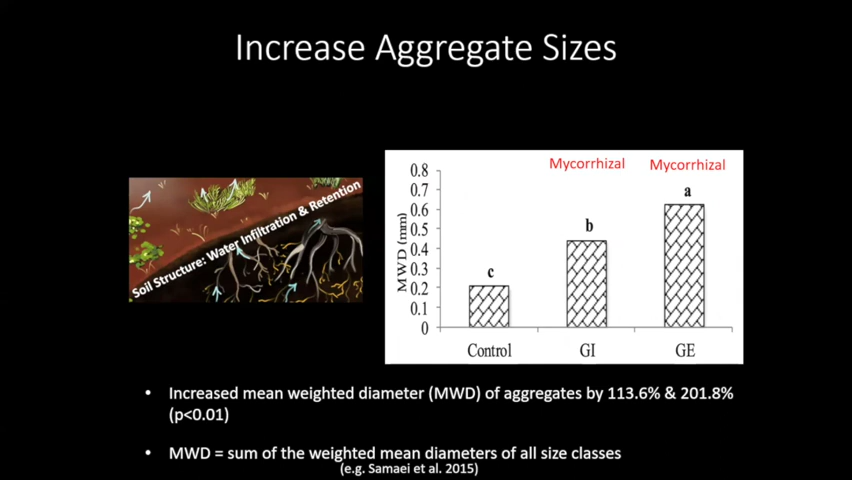 Increase Aggregate Sizes
Soil Structure: Water Infiltration & Retention
Mycorrhizal Mycorrhizal
0.8
0.7
0.6
0.5
0.4
0.3
0.2
0.1
0
MWD (mm)
c
b
a
Control GI GE
• Increased mean weighted diameter (MWD) of aggregates by 113.6% & 201.8%
(p<0.01)
• MWD = sum of the weighted mean diameters of all size classes
(e.g. Samaei et al. 2015)